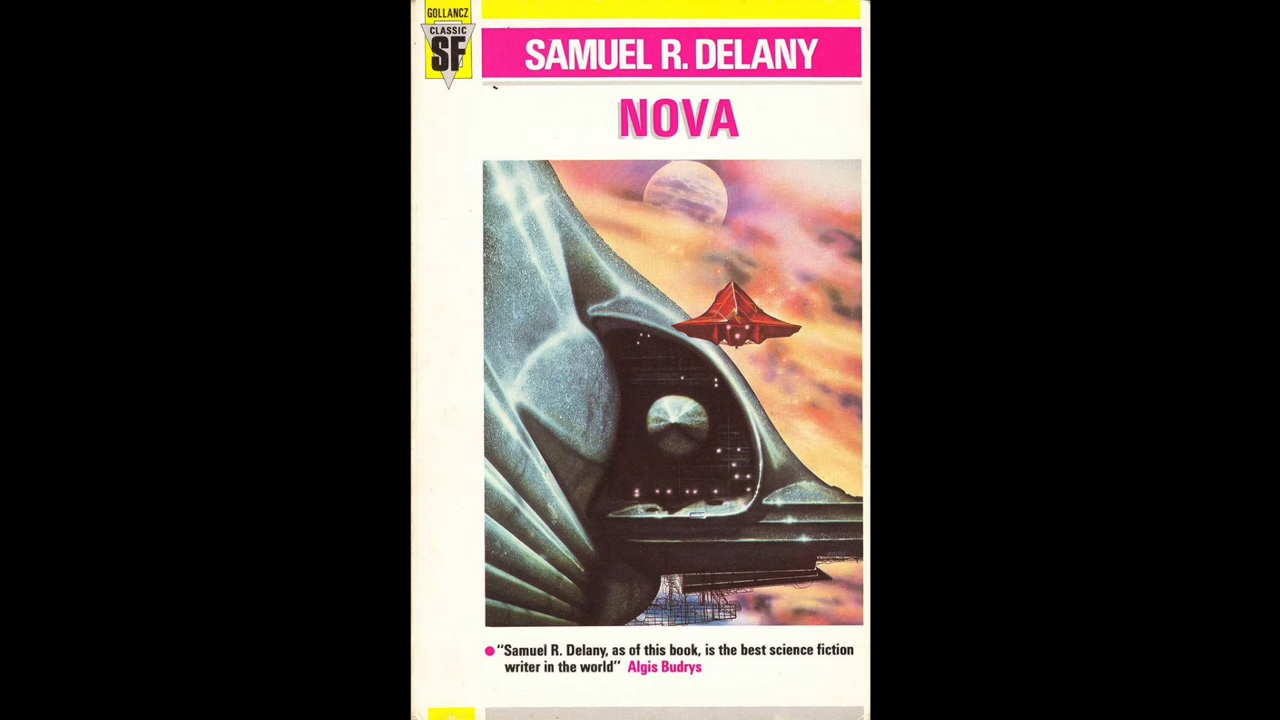 GOLLANCZ
CLASSIC
SF
SAMUEL R. DELANY
NOVA
"Samuel R. Delany, as of this book, is the best science fiction
writer in the world" Algis Budrys